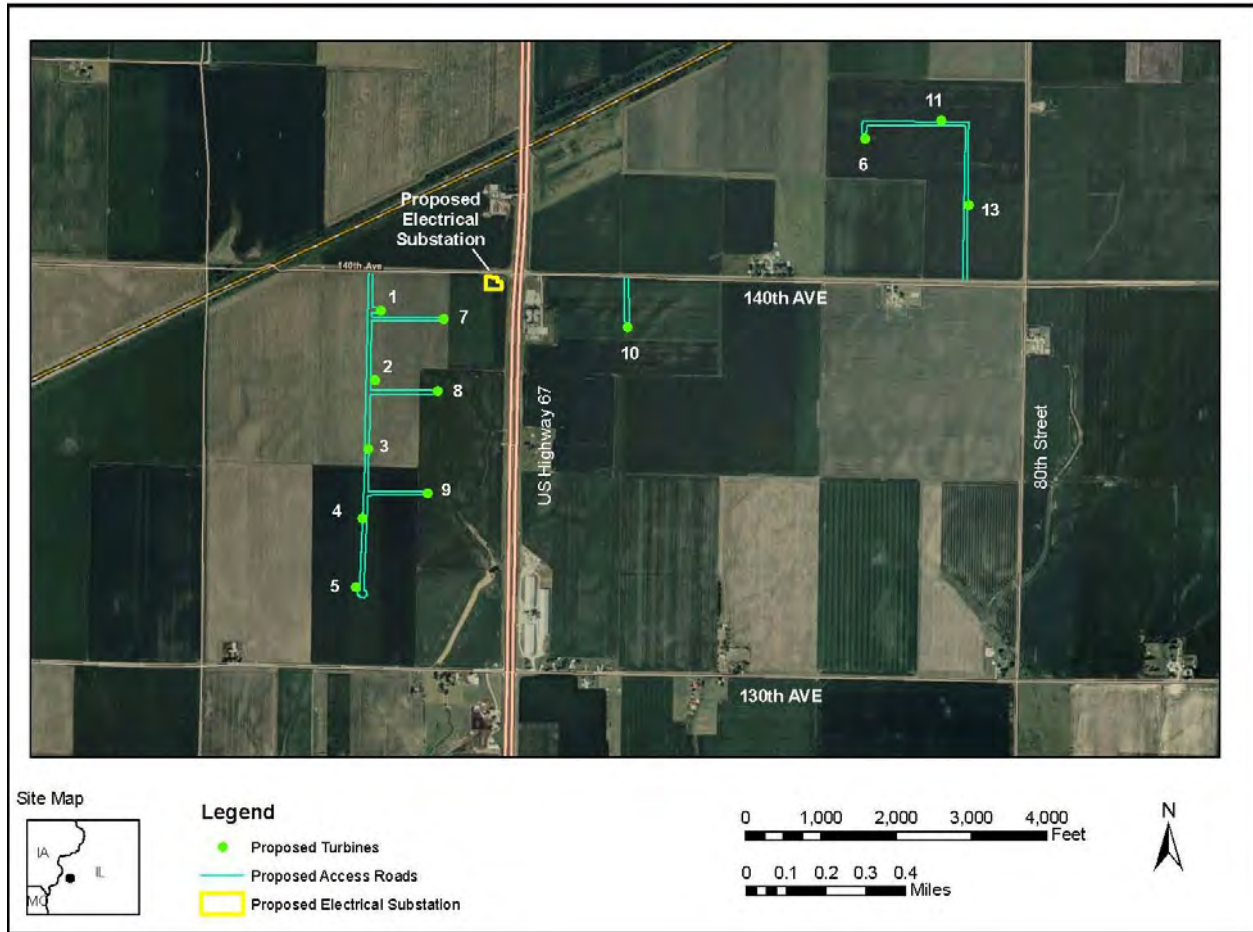 11
6
13
Proposed
Electrical
Substation
140th Ave
140th AVE
1
7
10
2
8
US Highway 67
80th Street
3
9
4
5
130th AVE
Site Map
IA
IL
MO
Legend
Proposed Turbines
Proposed Access Roads
Proposed Electrical Substation
0 1,000 2,000 3,000 4,000
Feet
0 0.1 0.2 0.3 0.4
Miles
N